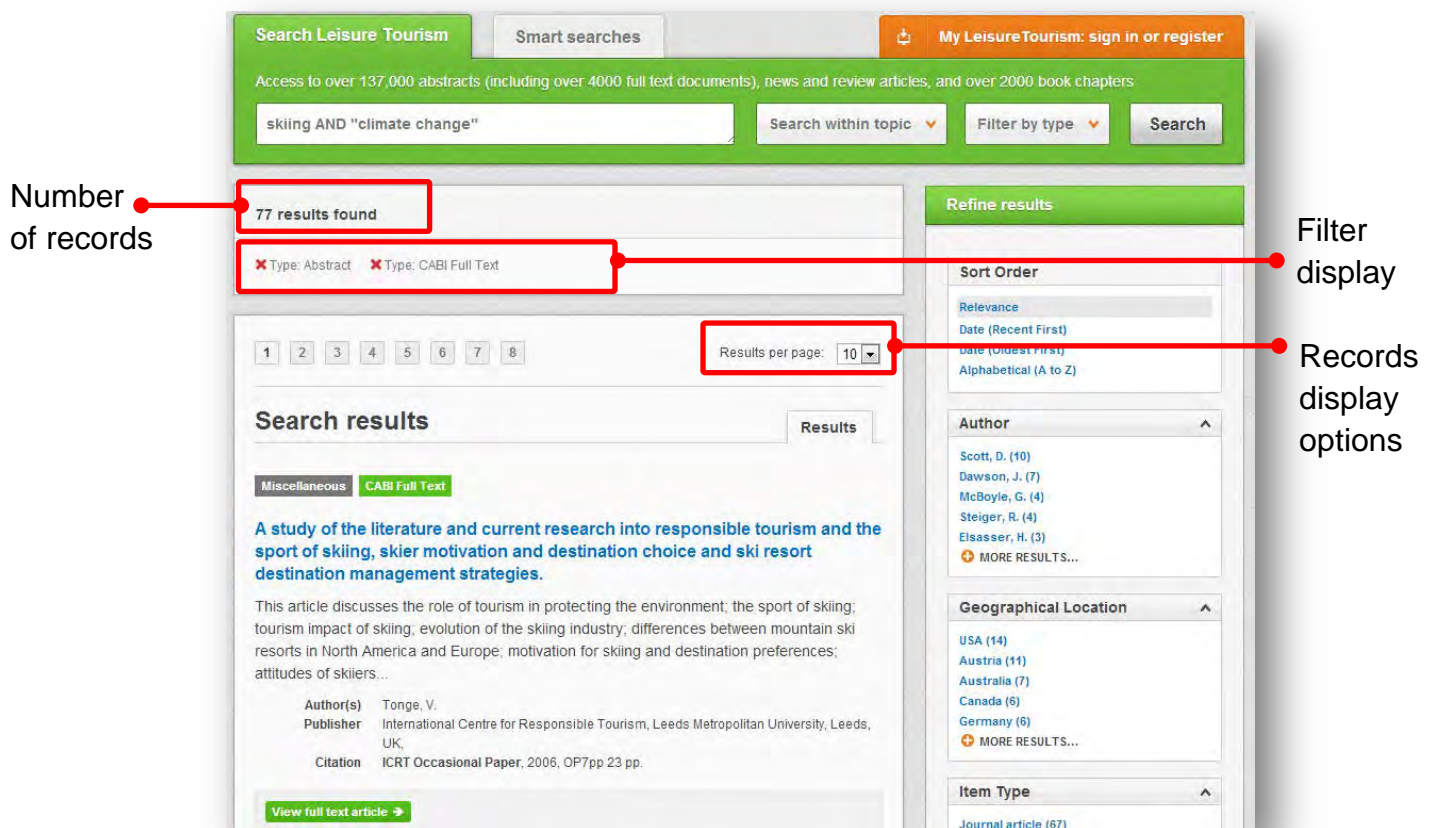 Search Leisure Tourism
Smart searches
My LeisureTourism: sign in or register
Access to over 137,000 abstracts (including over 4000 full text documents), news and review articles, and over 2000 book chapters
skiing AND "climate change"
Search within topic
Filter by type
Search
Number
of records
77 results found
Type: Abstract
Type: CABI Full Text
Filter
display
1 2 3 4 5 6 7 8
Results per page: 10
Records
display
options
Search results
Results
Miscellaneous
CABI Full Text
A study of the literature and current research into responsible tourism and the
sport of skiing, skier motivation and destination choice and ski resort
destination management strategies.
This article discusses the role of tourism in protecting the environment; the sport of skiing;
tourism impact of skiing; evolution of the skiing industry; differences between mountain ski
resorts in North America and Europe; motivation for skiing and destination preferences;
attitudes of skiiers...
Author(s) Tonge, V.
Publisher International Centre for Responsible Tourism, Leeds Metropolitan University, Leeds,
UK,
Citation ICRT Occasional Paper, 2006, OP7pp 23 pp.
View full text article
Refine results
Sort Order
Relevance
Date (Recent First)
Date (Oldest First)
Alphabetical (A to Z)
Author
Scott, D. (10)
Dawson, J. (7)
McBoyle, G. (4)
Steiger, R. (4)
Elsasser, H. (3)
MORE RESULTS...
Geographical Location
USA (14)
Austria (11)
Australia (7)
Canada (6)
Germany (6)
MORE RESULTS...
Item Type
Journal article (67)